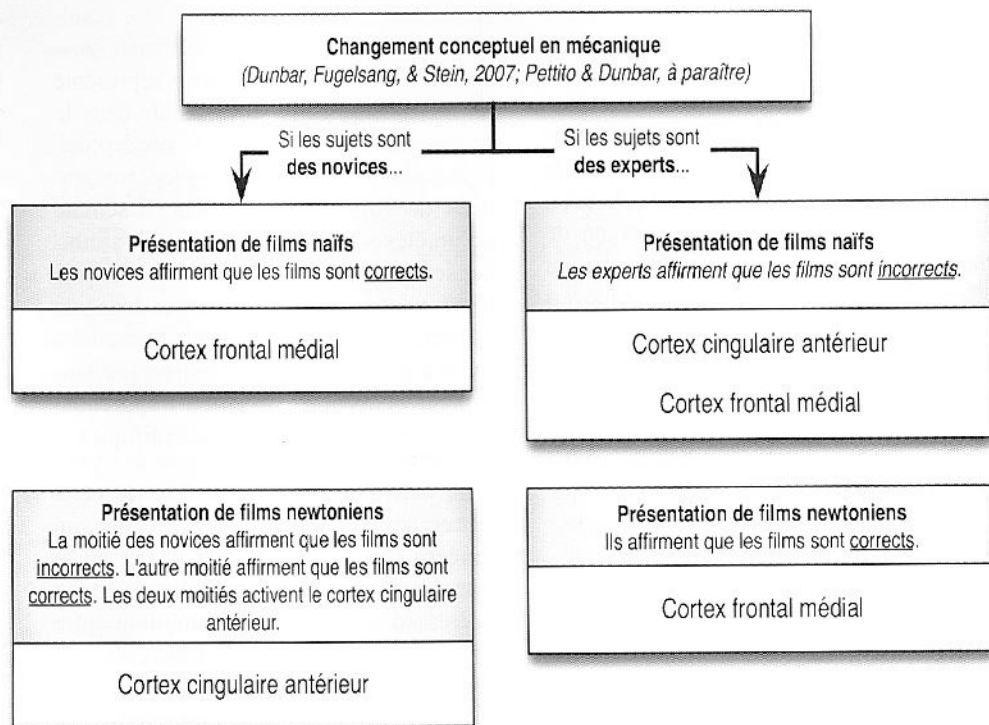 Changement conceptuel en mécanique
(Dunbar, Fugelsang, & Stein, 2007; Pettito & Dunbar, à paraître)
Si les sujets sont
des novices...
Si les sujets sont
des experts...
Présentation de films naïfs
Les novices affirment que les films sont corrects.
Cortex frontal médial
Présentation de films naïfs
Les experts affirment que les films sont incorrects.
Cortex cingulaire antérieur
Cortex frontal médial
Présentation de films newtoniens
La moitié des novices affirment que les films sont
incorrects. L'autre moitié affirment que les films sont
corrects. Les deux moitiés activent le cortex cingulaire
antérieur.
Cortex cingulaire antérieur
Présentation de films newtoniens
Ils affirment que les films sont corrects.
Cortex frontal médial